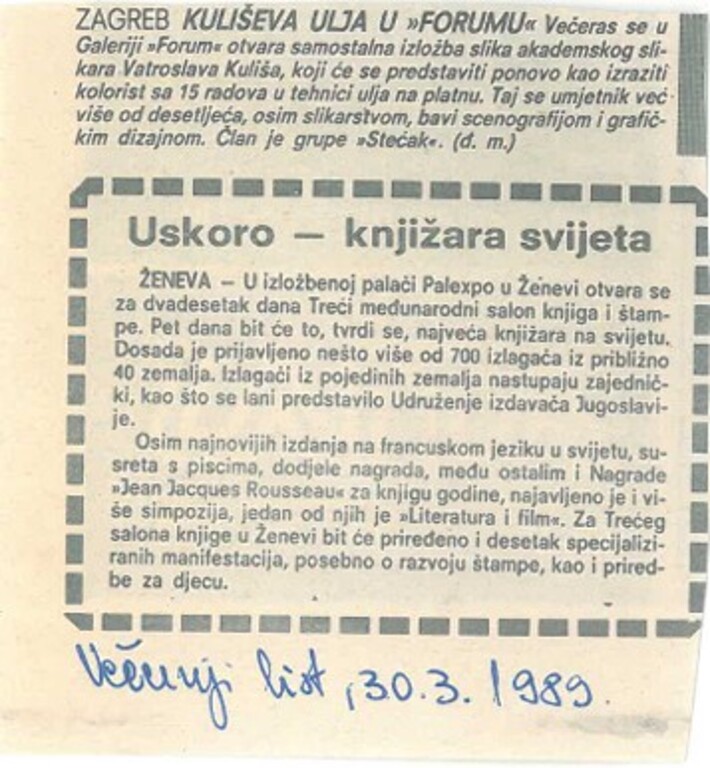 ZAGREB KULIŠEVA ULJA U »FORUMU« Večeras se u
Galeriji »Forum« otvara samostalna izložba slika akademskog sli-
kara Vatroslava Kuliša, koji će se predstaviti ponovo kao izraziti
kolorist sa 15 radova u tehnici ulja na platnu. Taj se umjetnik već
više od desetljeća, osim slikarstvom, bavi scenografijom i grafič-
kim dizajnom. Član je grupe »Stećak«. (đ. m.)
Uskoro — knjižara svijeta
ŽENEVA — U izložbenoj palači Palexpo u Ženevi otvara se
za dvadesetak dana Treći međunarodni salon knjiga i štam-
pe. Pet dana bit će to, tvrdi se, najveća knjižara na svijetu.
Dosada je prijavljeno nešto više od 700 izlagača iz približno
40 zemalja. Izlagači iz pojedinih zemalja nastupaju zajednič-
ki, kao što se lani predstavilo Udruženje izdavača Jugoslavi-
je.
Osim najnovijih izdanja na francuskom jeziku u svijetu, su-
sreta s piscima, dodjele nagrada, među ostalim i Nagrade
»Jean Jacques Rousseau« za knjigu godine, najavljeno je i vi-
še simpozija, jedan od njih je »Literatura i film«. Za Trećeg
salona knjige u Ženevi bit će priređeno i desetak specijalizi-
ranih manifestacija, posebno o razvoju štampe, kao i prired-
be za djecu.
Večernji list, 30.3.1989.